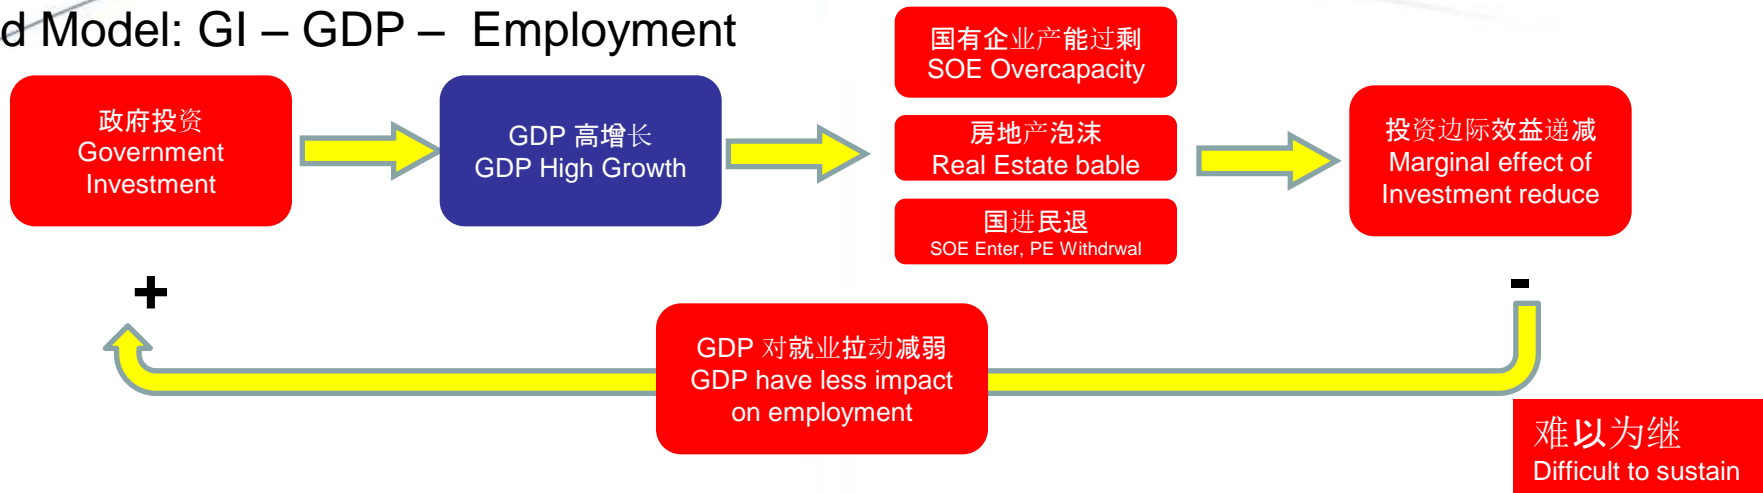 d Model: GI – GDP – Employment
政府投资
Government
Investment
GDP 高增长
GDP High Growth
国有企业产能过剩
SOE Overcapacity
房地产泡沫
Real Estate bable
国进民退
SOE Enter, PE Withdrwal
投资边际效益递减
Marginal effect of
Investment reduce
+
-
GDP 对就业拉动减弱
GDP have less impact
on employment
难以为继
Difficult to sustain